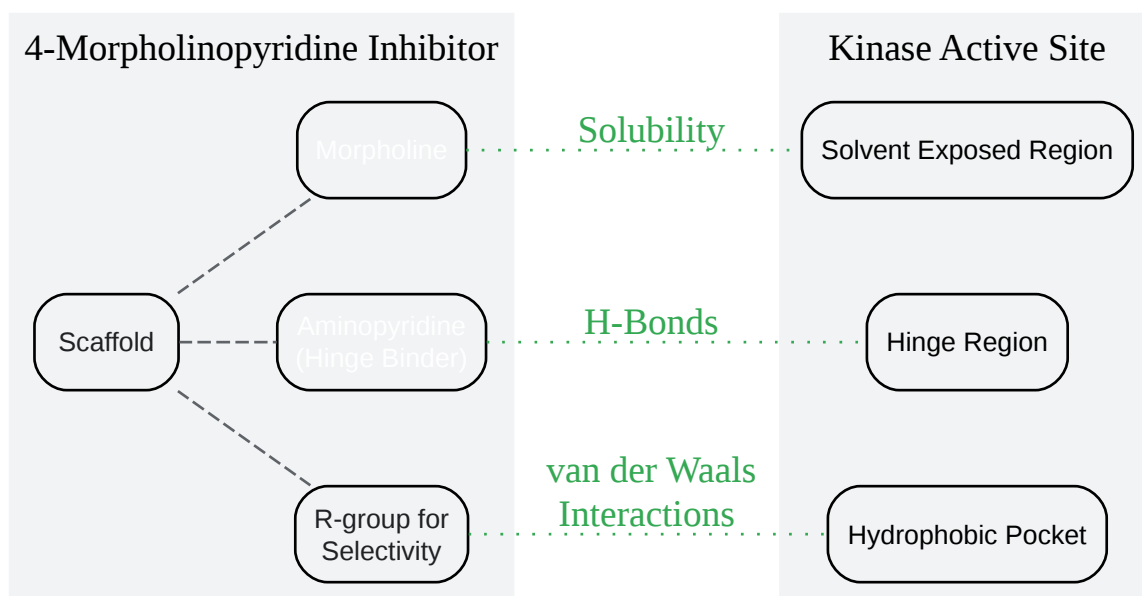 4-Morpholinopyridine Inhibitor
Kinase Active Site
Morpholine
Solubility
Solvent Exposed Region
Scaffold
Aminopyridine
(Hinge Binder)
H-Bonds
Hinge Region
R-group for
Selectivity
van der Waals
Interactions
Hydrophobic Pocket